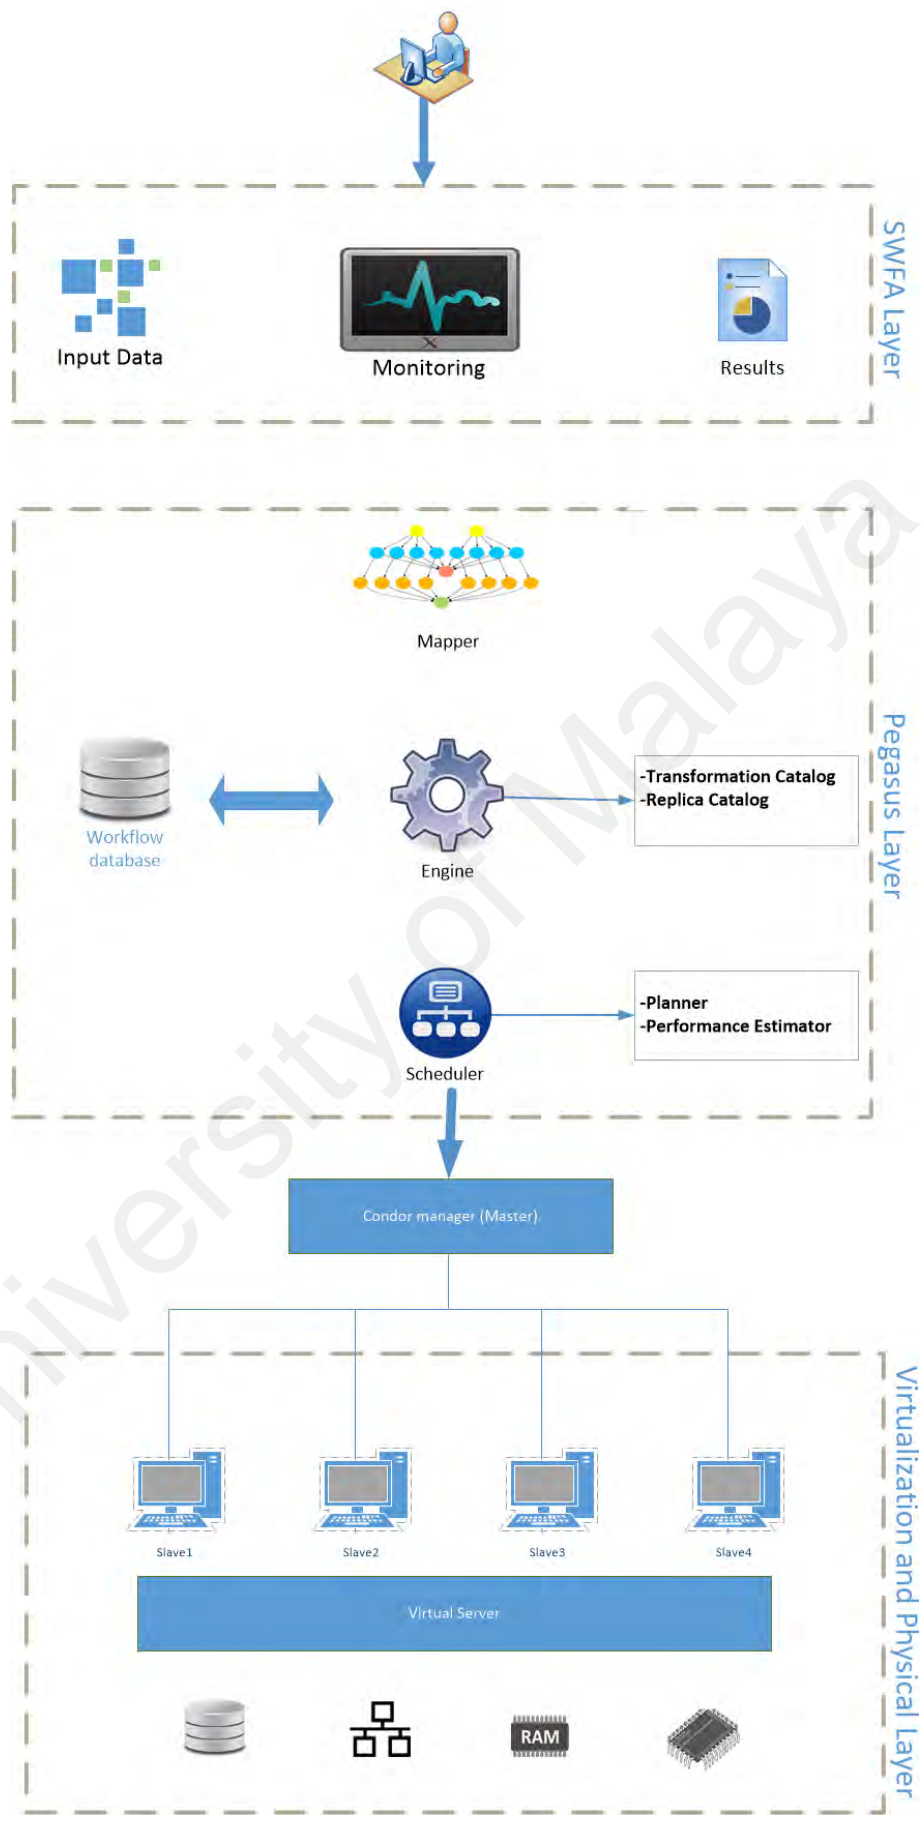 SWFA Layer
Input Data
Monitoring
Results
Mapper
Pegasus Layer
Workflow
database
Engine
-Transformation Catalog
-Replica Catalog
Scheduler
-Planner
-Performance Estimator
Condor manager (Master)
Virtualization and Physical Layer
Slave1
Slave2
Slave3
Slave4
Virtual Server
RAM
University of Malaya